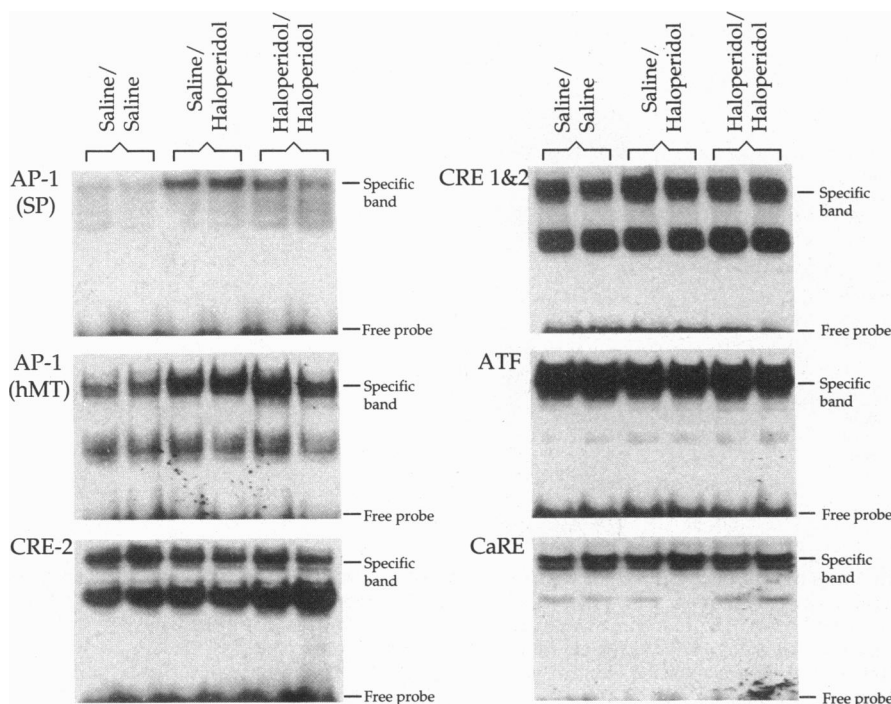 Saline/
Saline
Saline/
Haloperidol
Haloperidol/
Haloperidol
AP-1
(SP)
Specific
band
Free probe
AP-1
(hMT)
Specific
band
Free probe
CRE-2
Specific
band
Free probe
Saline/
Saline
Saline/
Haloperidol
Haloperidol/
Haloperidol
CRE 1&2
Specific
band
Free probe
ATF
Specific
band
Free probe
CaRE
Specific
band
Free probe